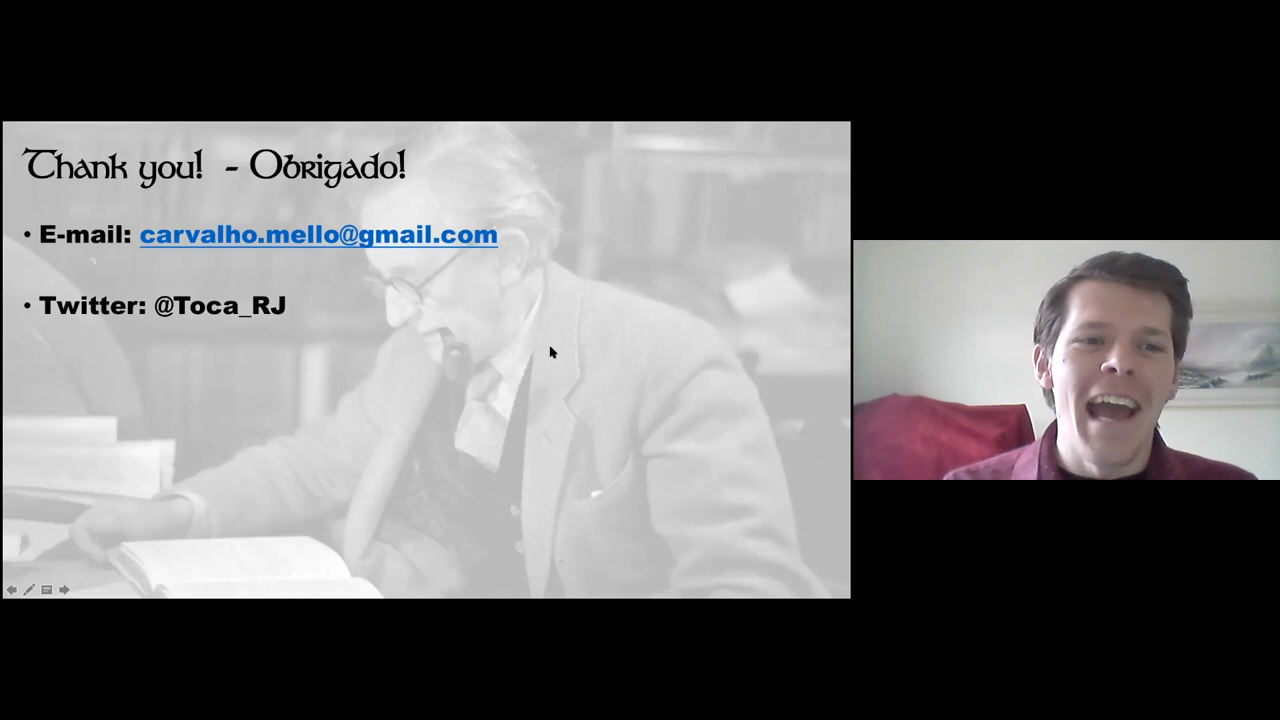 Thank you! - Obrigado!
• E-mail: carvalho.mello@gmail.com
• Twitter: @Toca_RJ